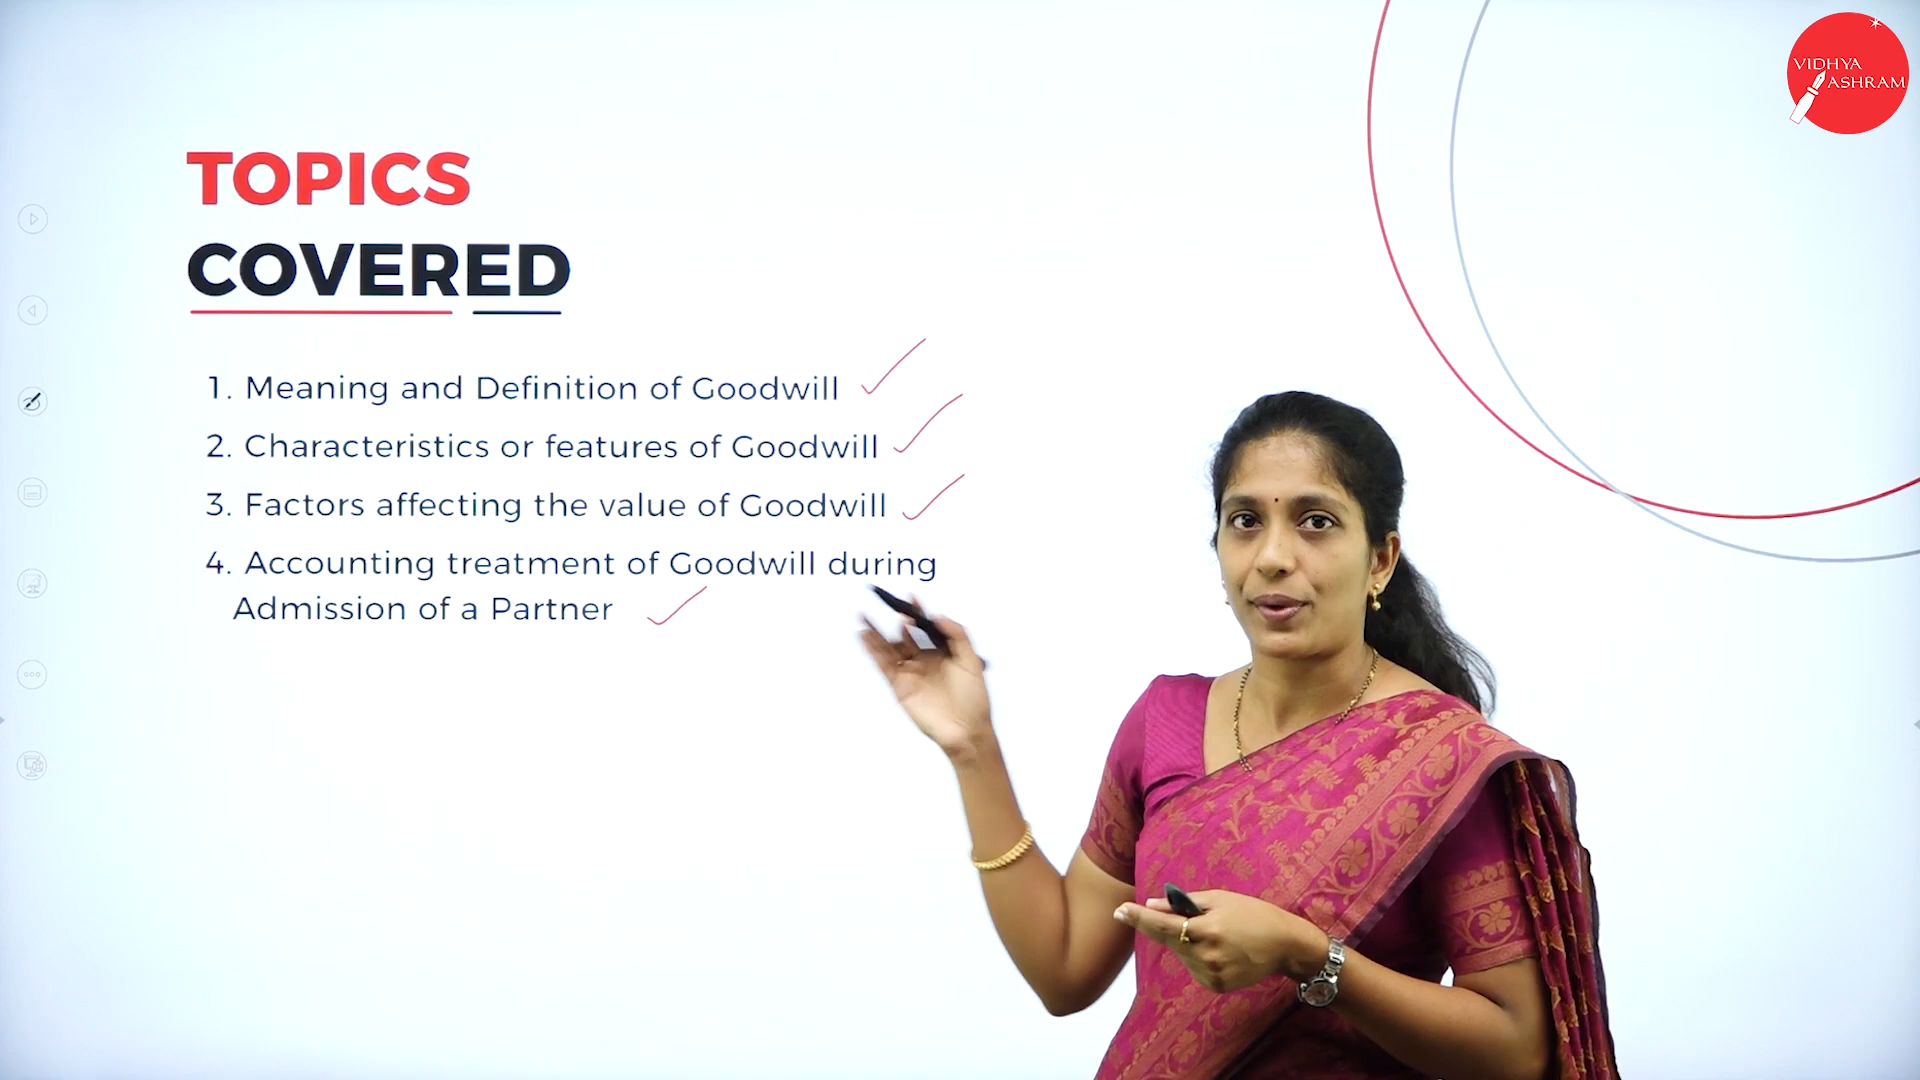 VIDHYA
ASHRAM
TOPICS
COVERED
1. Meaning and Definition of Goodwill
2. Characteristics or features of Goodwill
3. Factors affecting the value of Goodwill
4. Accounting treatment of Goodwill during
Admission of a Partner